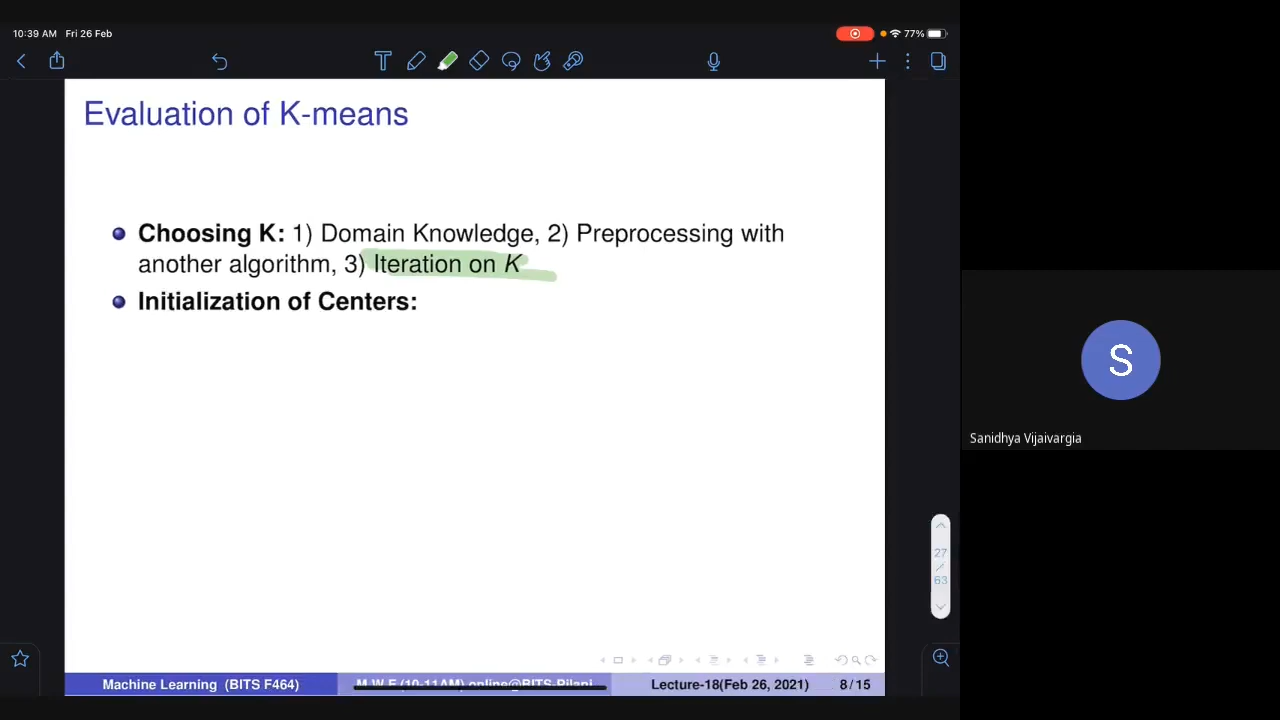 10:39 AM Fri 26 Feb
77%
Evaluation of K-means
Choosing K: 1) Domain Knowledge, 2) Preprocessing with
another algorithm, 3) Iteration on K
Initialization of Centers:
S
Sanidhya Vijaivargia
27
/
63
Machine Learning (BITS F464)
M W F (10-11AM) online@BITS-Pilani
Lecture-18(Feb 26, 2021)
8 / 15